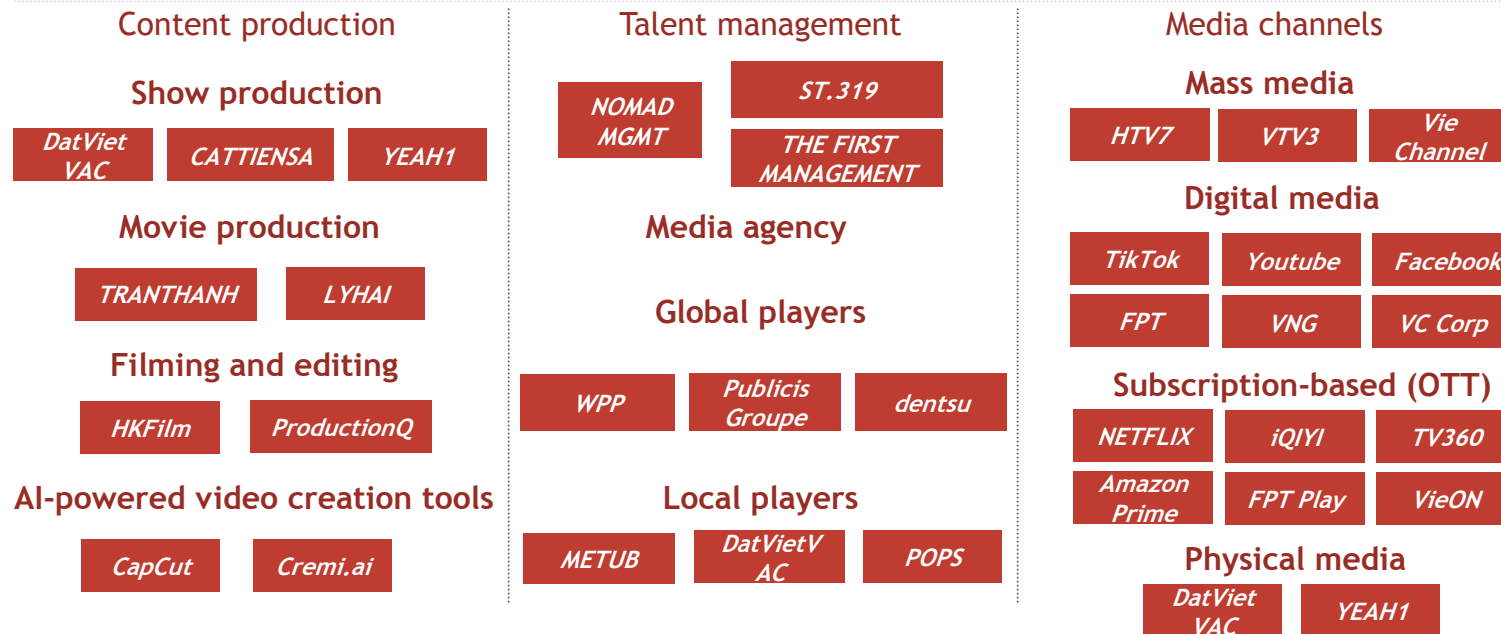 Content production
Show production
DatViet
VAC
CATTIENSA
YEAH1
Movie production
TRANTHANH
LYHAI
Filming and editing
HKFilm
ProductionQ
AI-powered video creation tools
CapCut
Cremi.ai
Talent management
NOMAD
MGMT
ST.319
THE FIRST
MANAGEMENT
Media agency
Global players
WPP
Publicis
Groupe
dentsu
Local players
METUB
DatVietV
AC
POPS
Media channels
Mass media
HTV7
VTV3
Vie
Channel
Digital media
TikTok
Youtube
Facebook
FPT
VNG
VC Corp
Subscription-based (OTT)
NETFLIX
iQIYI
TV360
Amazon
Prime
FPT Play
VieON
Physical media
DatViet
VAC
YEAH1